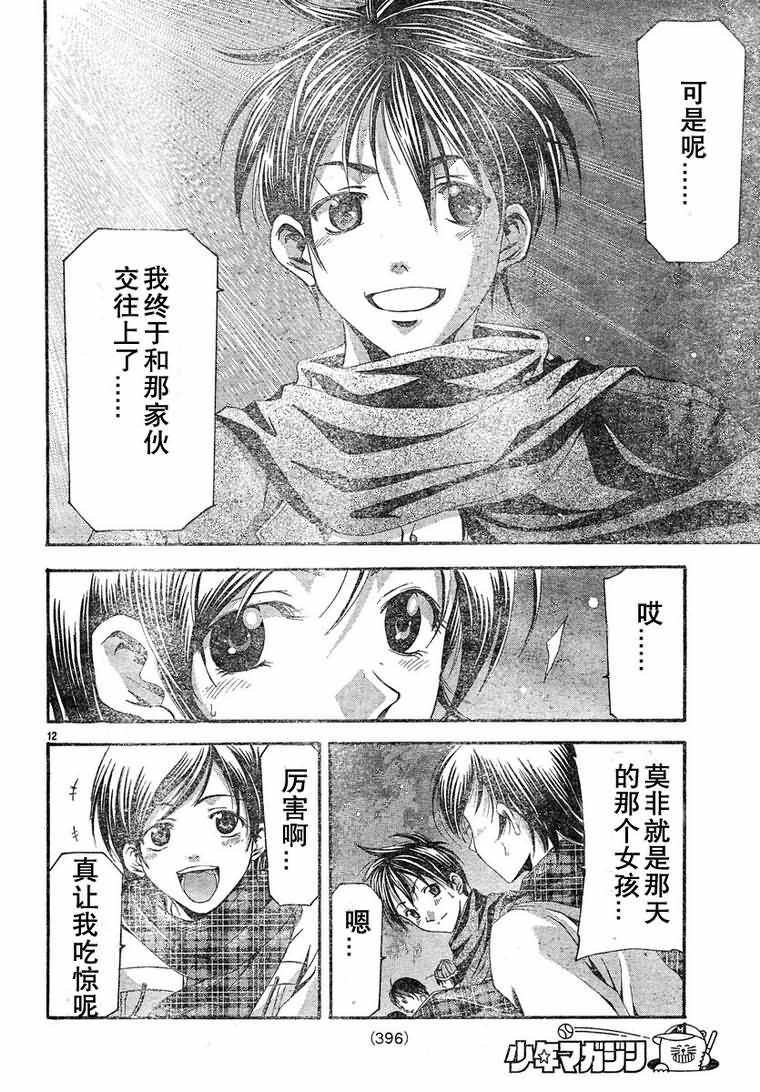 可是呢
……
我终于和那家伙
交往上了
……
哎
…
12
莫非就是那天
的那个女孩
…
嗯
…
厉害啊
…
真让我吃惊呢
(396)
少年マガジン